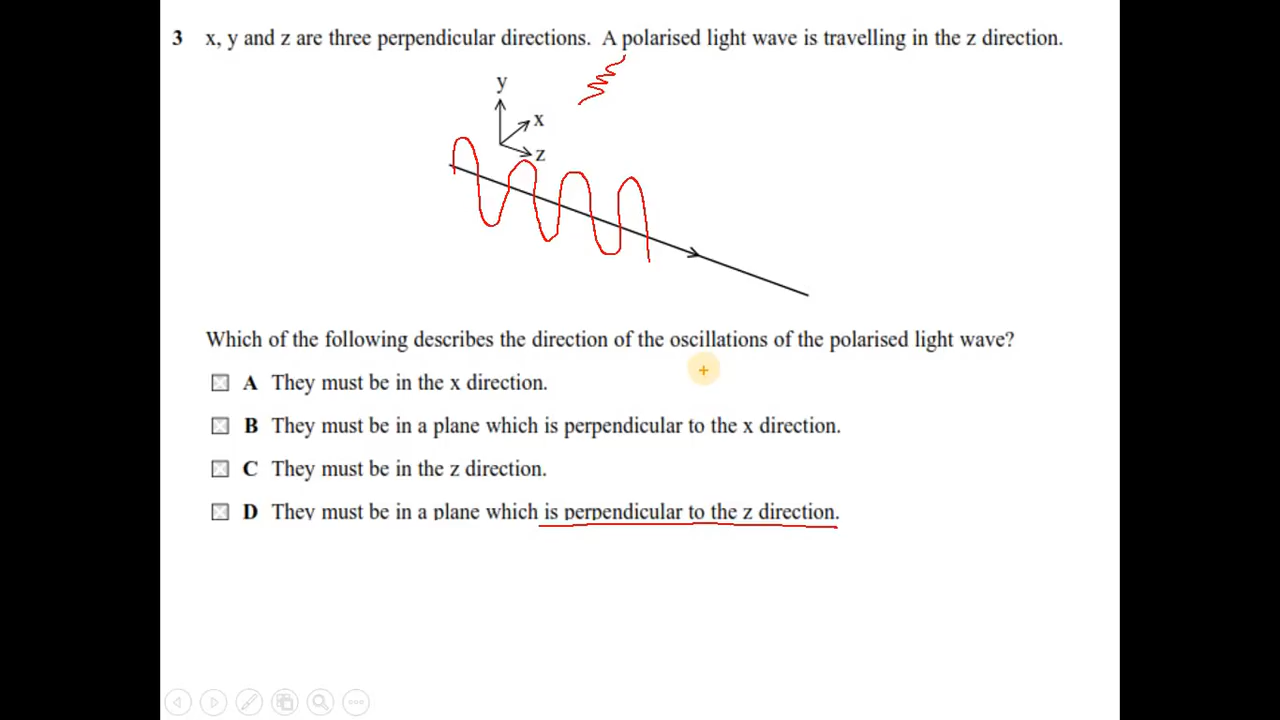 3 x, y and z are three perpendicular directions. A polarised light wave is travelling in the z direction.
y
x
z
Which of the following describes the direction of the oscillations of the polarised light wave?
A They must be in the x direction.
B They must be in a plane which is perpendicular to the x direction.
C They must be in the z direction.
D They must be in a plane which is perpendicular to the z direction.